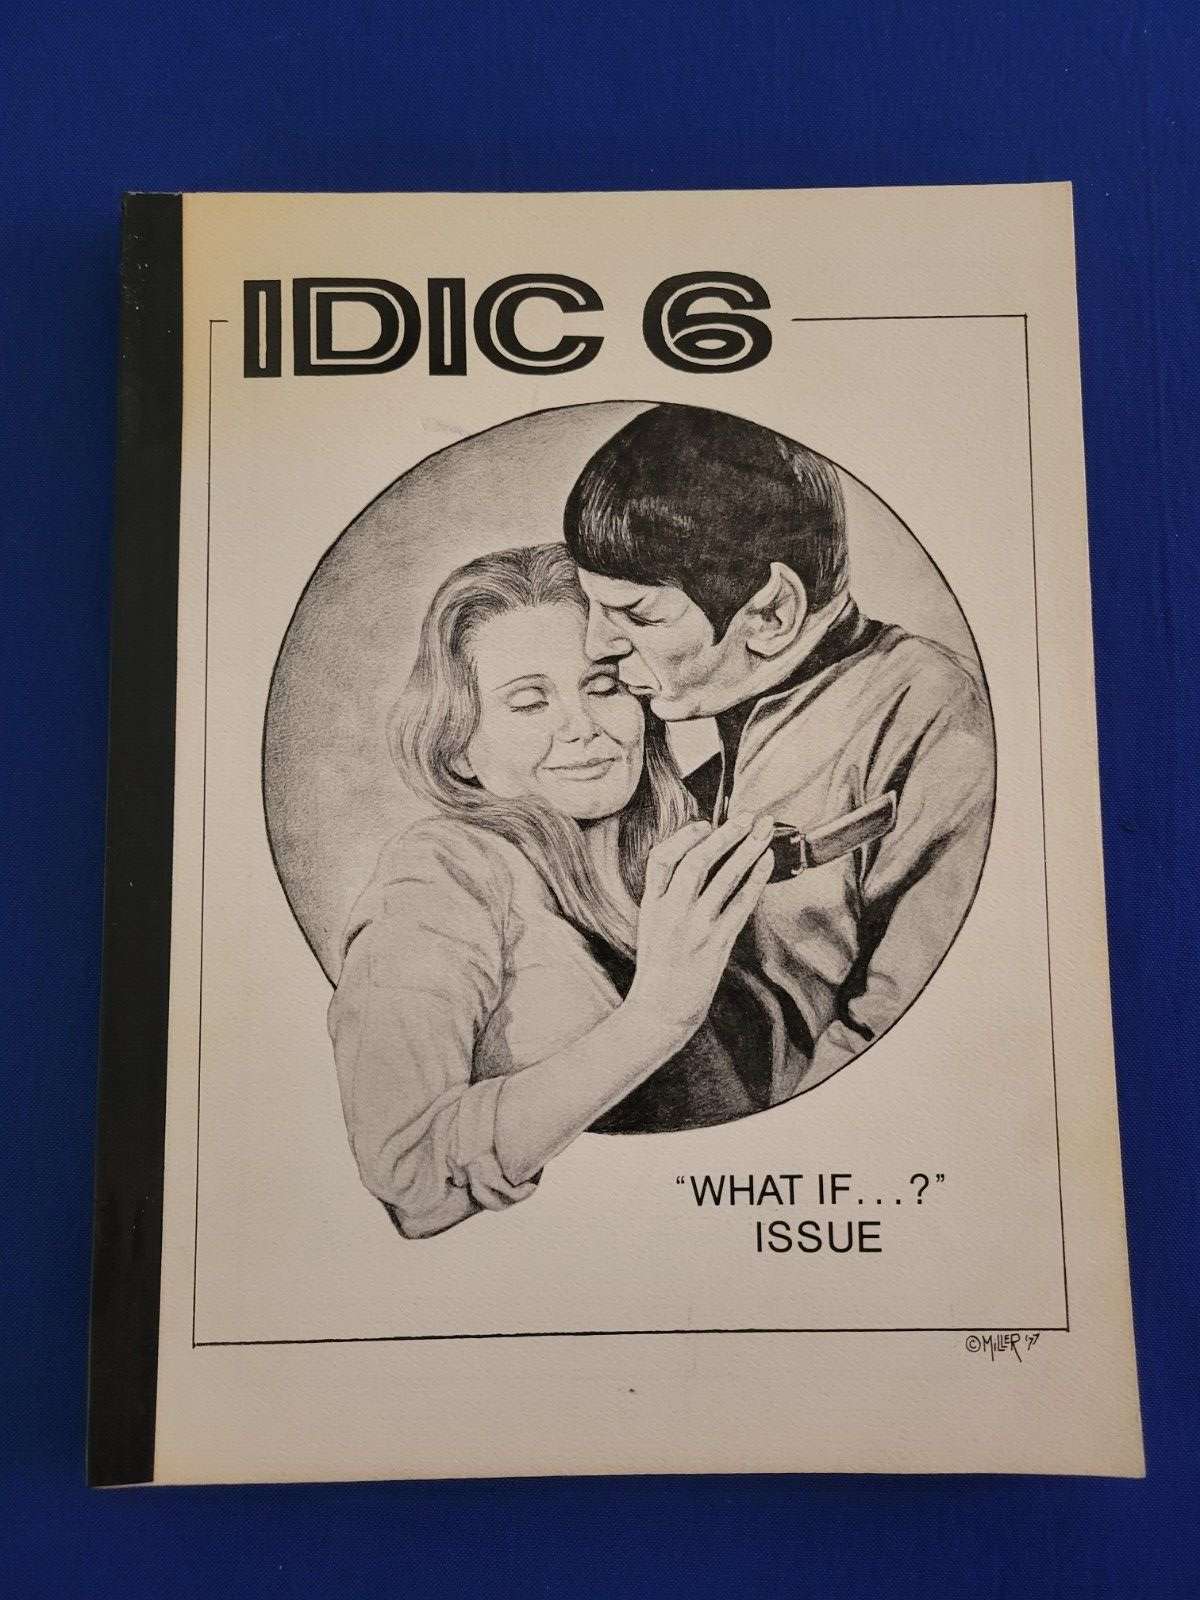 IDIC 6
“WHAT IF...?”
ISSUE
©MILLER '77